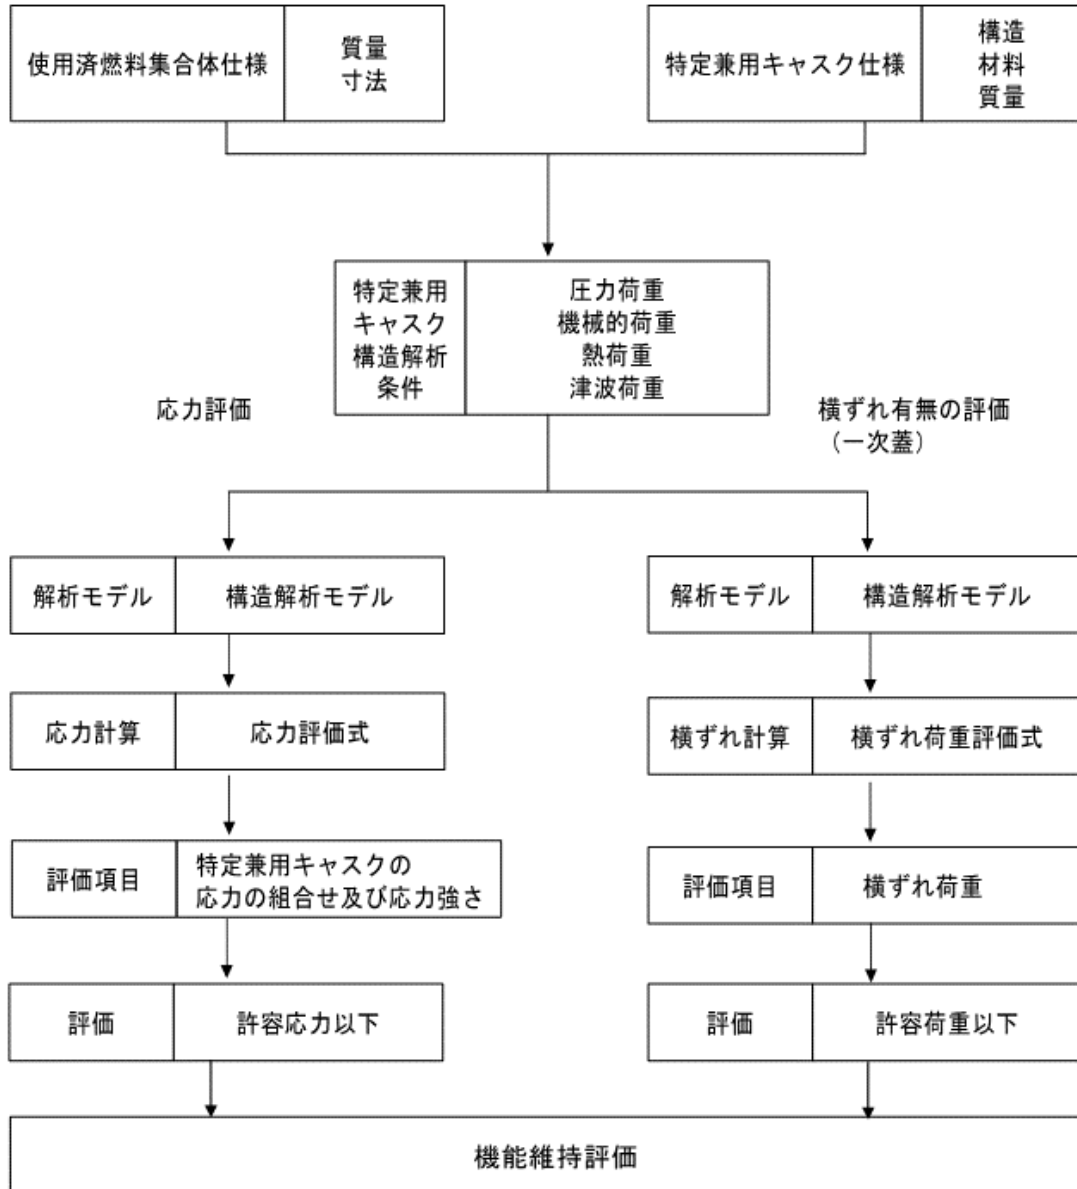 使用済燃料集合体仕様
質量
寸法
特定兼用キャスク仕様
構造
材料
質量
特定兼用
キャスク
構造解析
条件
圧力荷重
機械的荷重
熱荷重
津波荷重
応力評価
横ずれ有無の評価
（一次蓋）
解析モデル
構造解析モデル
応力計算
応力評価式
評価項目
特定兼用キャスクの
応力の組合せ及び応力強さ
評価
許容応力以下
解析モデル
構造解析モデル
横ずれ計算
横ずれ荷重評価式
評価項目
横ずれ荷重
評価
許容荷重以下
機能維持評価